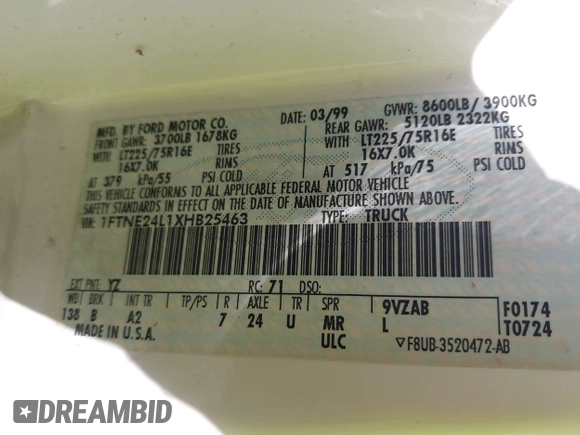 MFD. BY FORD MOTOR CO.
DATE: 03/99
GVWR: 8600LB/ 3900KG
FRONT GAWR: 3700LB 1678KG
REAR GAWR: 5120LB 2322KG
WITH LT225/75R16E TIRES
WITH LT225/75R16E TIRES
16X7.0K RIMS
16X7.0K RIMS
AT 379 kPa/55 PSI COLD
AT 517 kPa/75 PSI COLD
THIS VEHICLE CONFORMS TO ALL APPLICABLE FEDERAL MOTOR VEHICLE
SAFETY STANDARDS IN EFFECT ON THE DATE OF MANUFACTURE SHOWN ABOVE.
VIN: 1FTNE24L1XHB25463
TYPE: TRUCK
EXT PNT: YZ RC: 71 DSO:
WB BRK INT TR TP/PS R AXLE TR SPR 9VZAB F0174
138 B A2 7 24 U MR L T0724
MADE IN U.S.A. ULC ▽F8UB-3520472-AB
DREAMBID